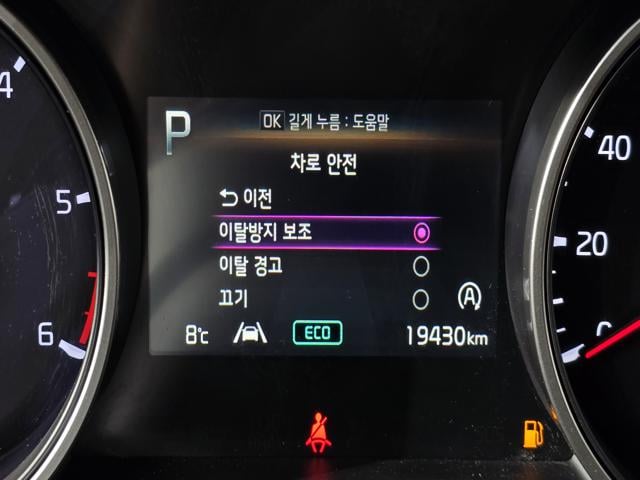 P
OK 길게 누름 : 도움말
차로 안전
이전
이탈방지 보조
이탈 경고
끄기
A
8℃
ECO
19430km
4
5
6
40
20
0